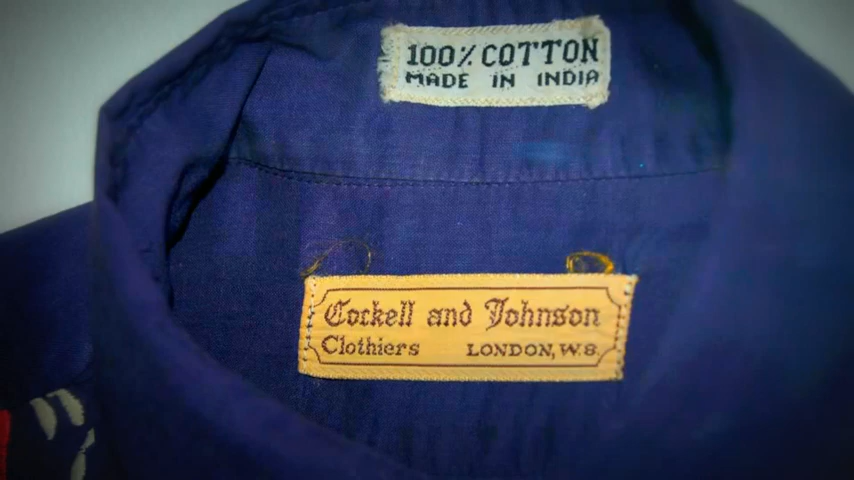 100% COTTON
MADE IN INDIA
Cockell and Johnson
Clothiers LONDON, W.8.